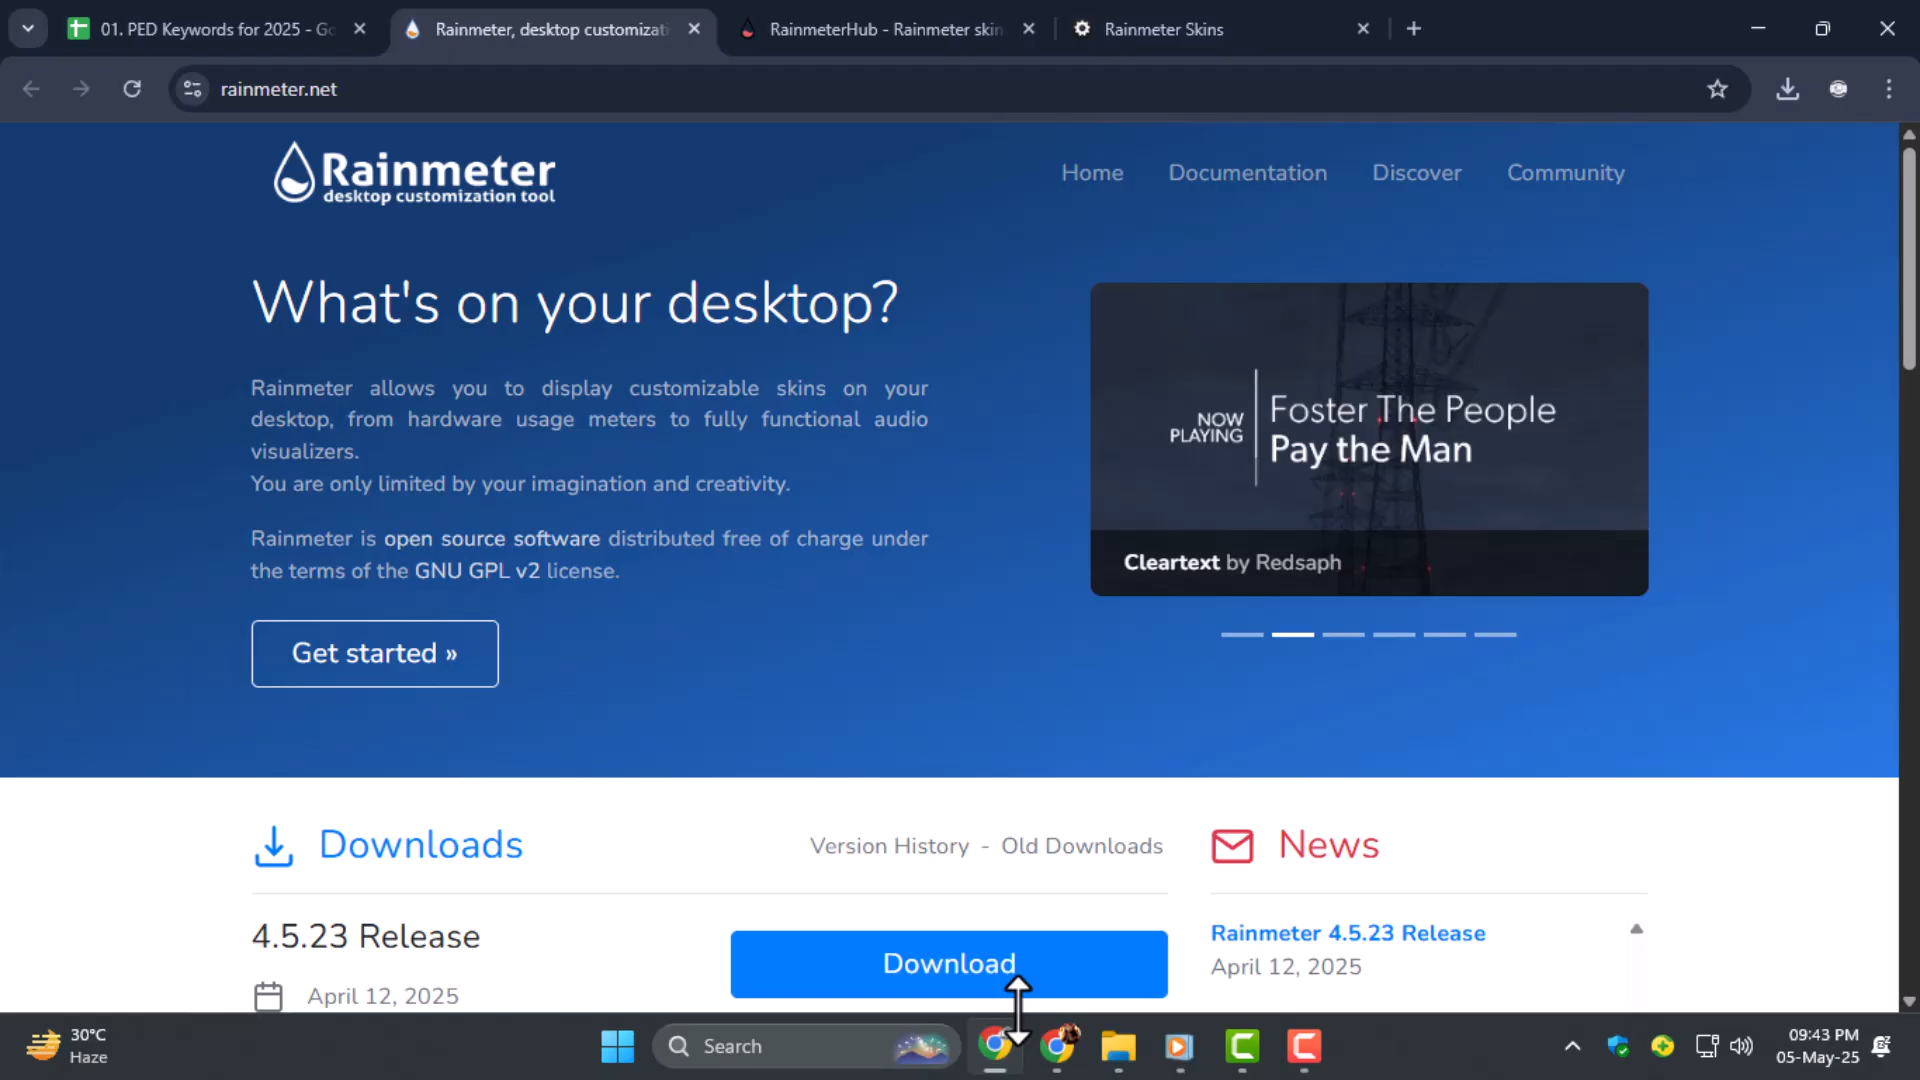 01. PED Keywords for 2025 - Go
Rainmeter, desktop customizati
RainmeterHub - Rainmeter skin
Rainmeter Skins
rainmeter.net
Rainmeter
desktop customization tool
Home
Documentation
Discover
Community
What's on your desktop?
Rainmeter allows you to display customizable skins on your
desktop, from hardware usage meters to fully functional audio
visualizers.
You are only limited by your imagination and creativity.
Rainmeter is open source software distributed free of charge under
the terms of the GNU GPL v2 license.
Get started »
NOW
PLAYING
Foster The People
Pay the Man
Cleartext by Redsaph
Downloads
Version History - Old Downloads
News
4.5.23 Release
Download
Rainmeter 4.5.23 Release
April 12, 2025
April 12, 2025
30°C
Haze
Search
09:43 PM
05-May-25